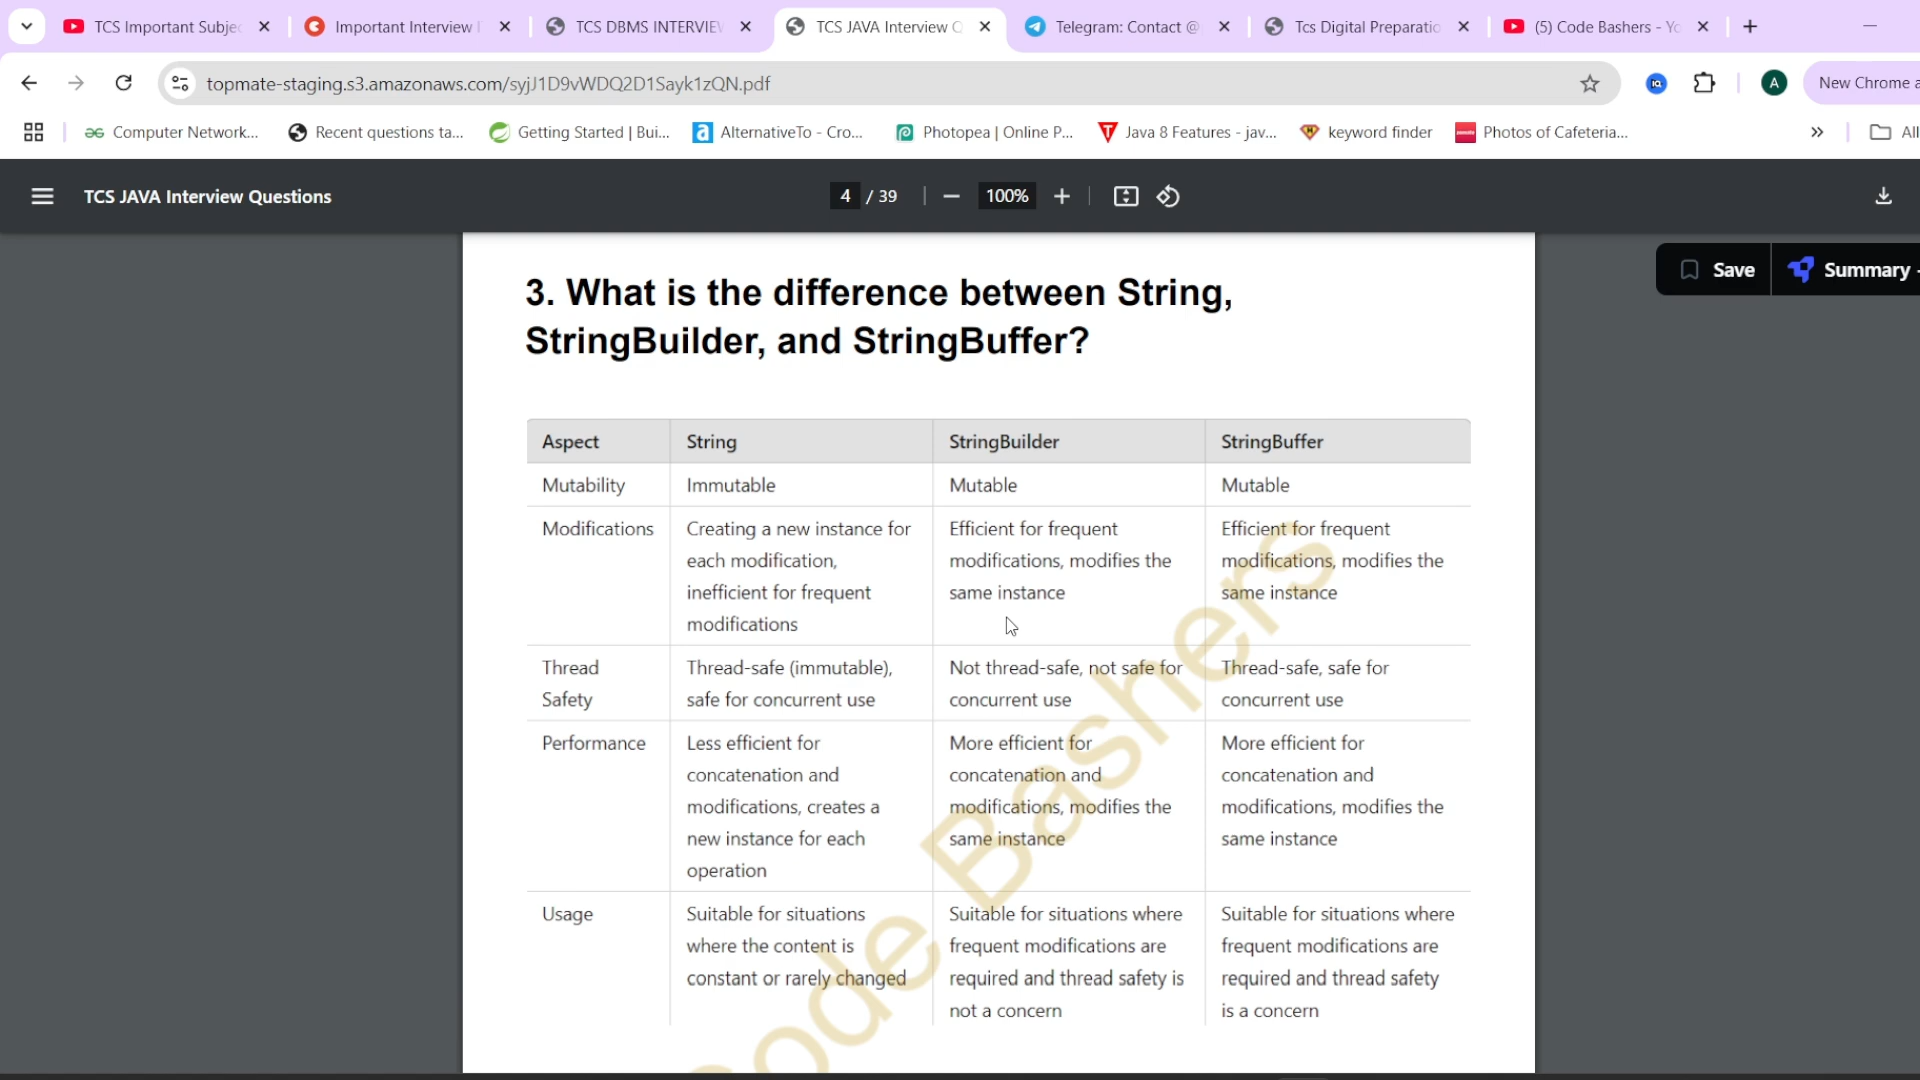 TCS Important Subjec
Important Interview
TCS DBMS INTERVIEW
TCS JAVA Interview Q
Telegram: Contact @
Tcs Digital Preparatio
(5) Code Bashers - Yo
topmate-staging.s3.amazonaws.com/syjJ1D9vWDQ2D1Sayk1zQN.pdf
A
New Chrome a
Computer Network...
Recent questions ta...
Getting Started | Bui...
AlternativeTo - Cro...
Photopea | Online P...
Java 8 Features - jav...
keyword finder
Photos of Cafeteria...
All
TCS JAVA Interview Questions
4 / 39
100%
Save
Summary
3. What is the difference between String,
StringBuilder, and StringBuffer?
Aspect String StringBuilder StringBuffer
Mutability Immutable Mutable Mutable
Modifications Creating a new instance for Efficient for frequent Efficient for frequent
each modification, modifications, modifies the modifications, modifies the
inefficient for frequent same instance same instance
modifications
Thread Thread-safe (immutable), Not thread-safe, not safe for Thread-safe, safe for
Safety safe for concurrent use concurrent use concurrent use
Performance Less efficient for More efficient for More efficient for
concatenation and concatenation and concatenation and
modifications, creates a modifications, modifies the modifications, modifies the
new instance for each same instance same instance
operation
Usage Suitable for situations Suitable for situations where Suitable for situations where
where the content is frequent modifications are frequent modifications are
constant or rarely changed required and thread safety is required and thread safety
not a concern is a concern
ode Bashers